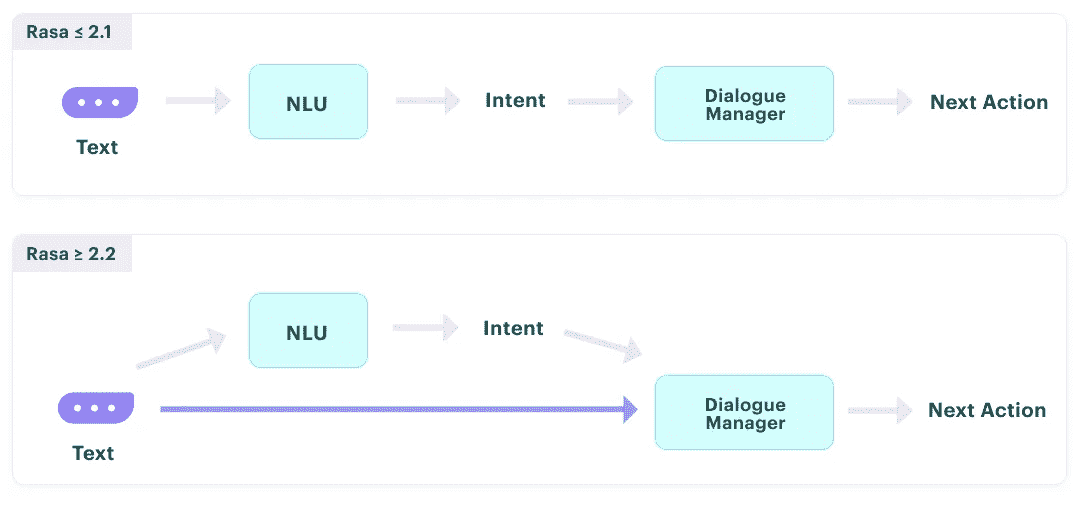 Rasa ≤ 2.1
NLU
Intent
Dialogue
Manager
Next Action
Text
Rasa ≥ 2.2
NLU
Intent
Dialogue
Manager
Next Action
Text